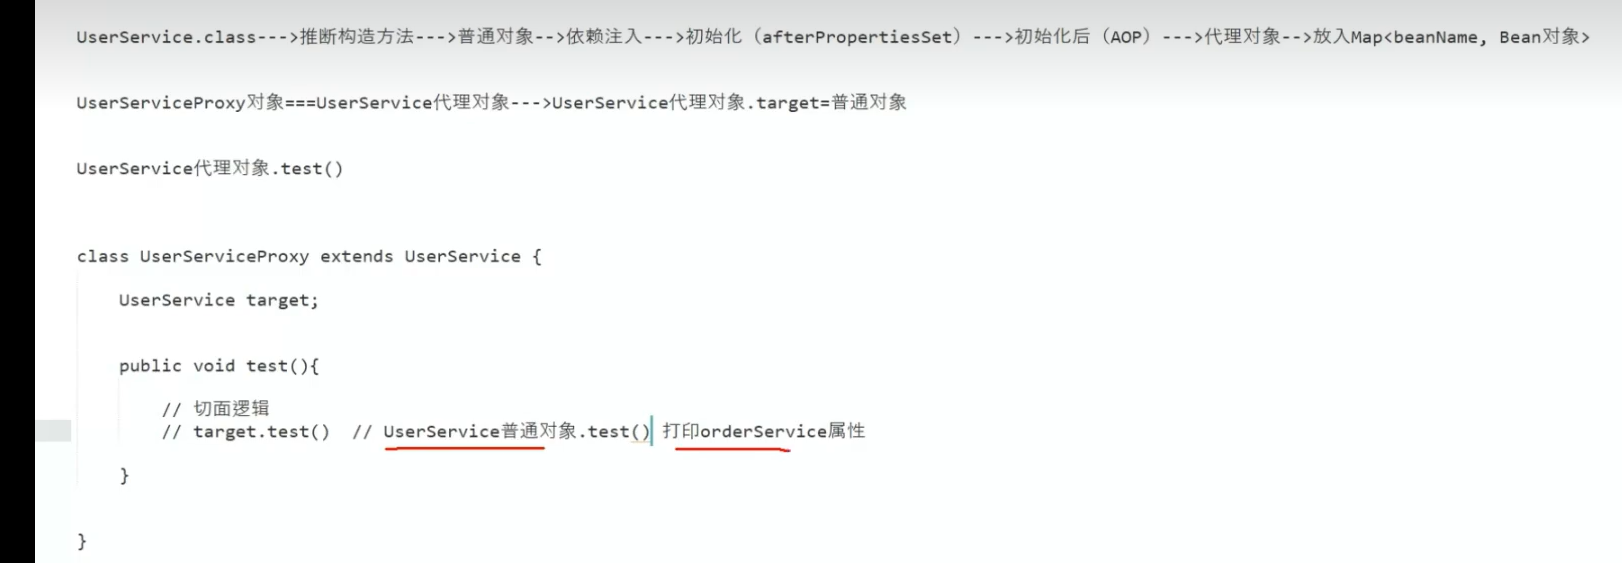 UserService.class--->推断构造方法--->普通对象-->依赖注入--->初始化（afterPropertiesSet）--->初始化后（AOP）--->代理对象-->放入Map<beanName, Bean对象>
UserServiceProxy对象===UserService代理对象--->UserService代理对象.target=普通对象
UserService代理对象.test()
class UserServiceProxy extends UserService {
UserService target;
public void test(){
// 切面逻辑
// target.test()  // UserService普通对象.test() 打印orderService属性
}
}